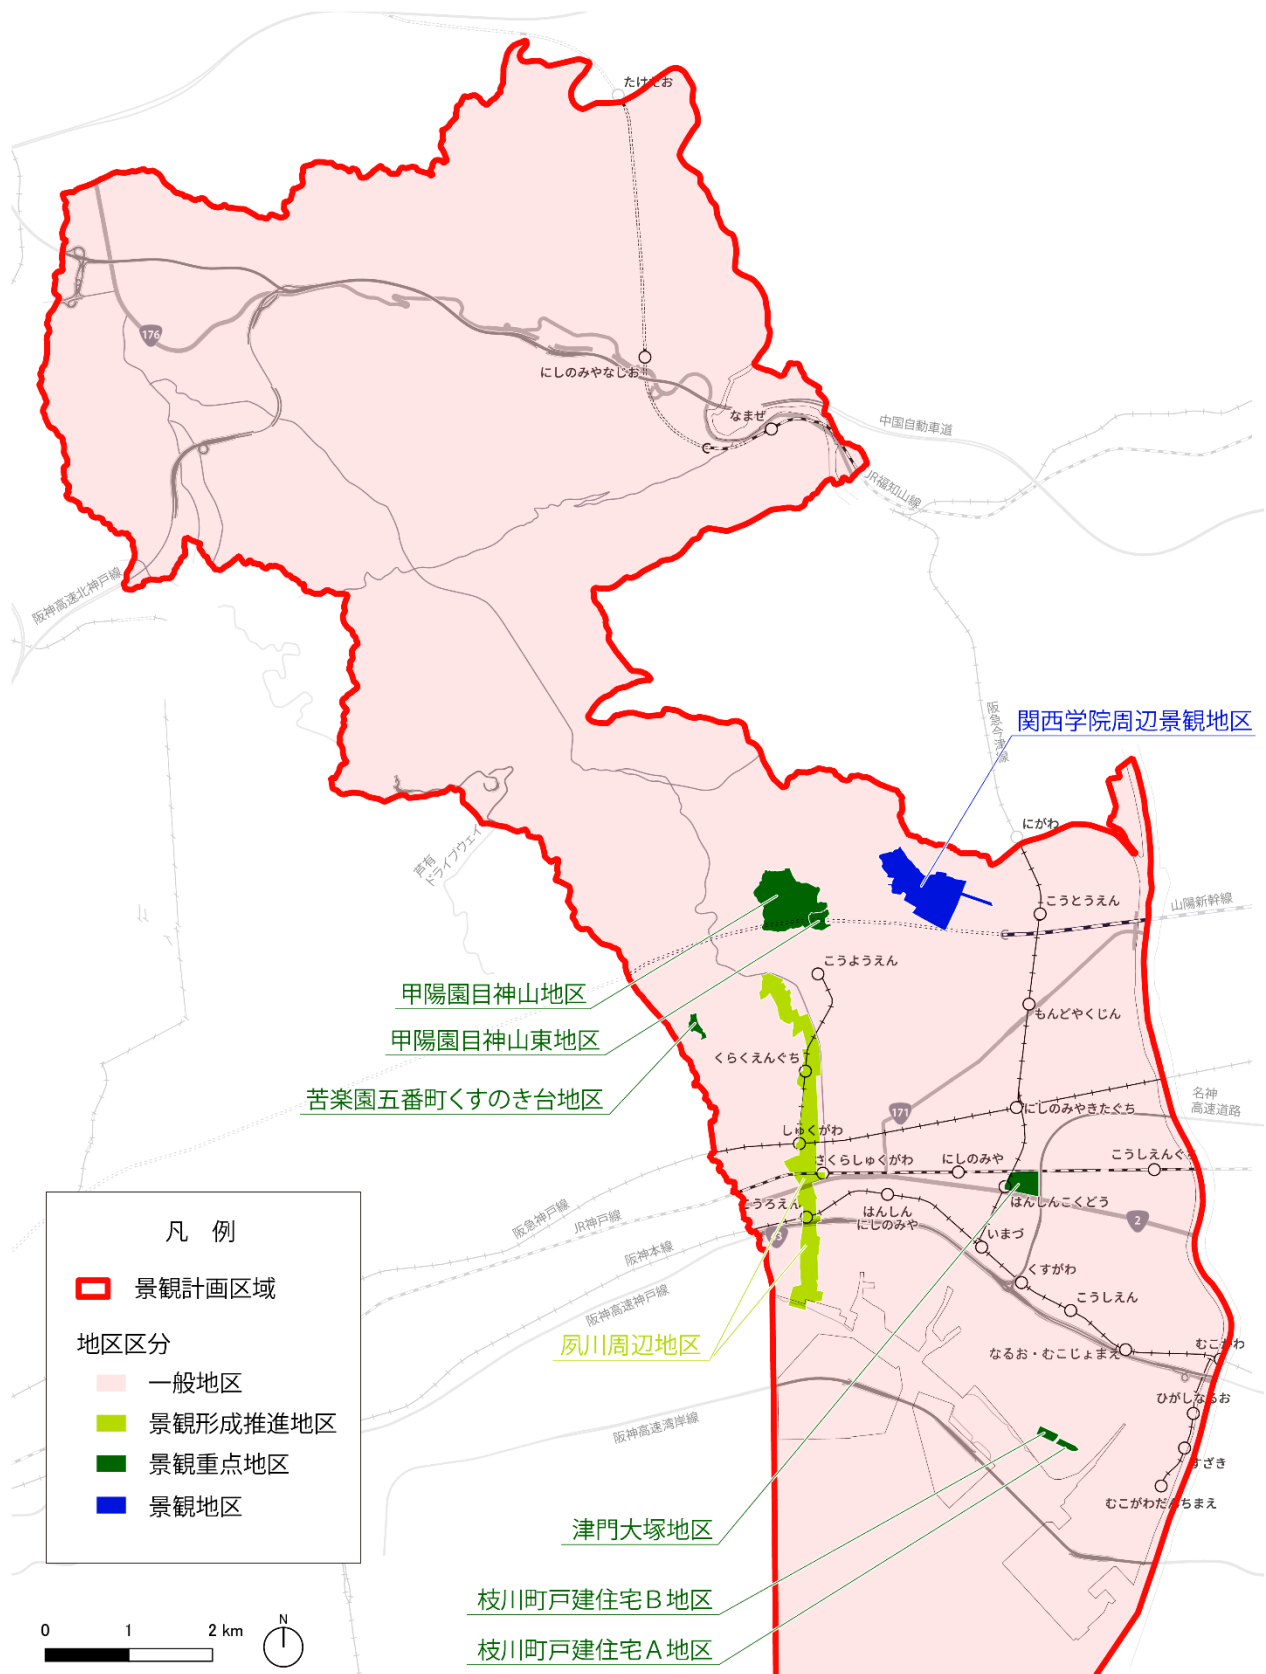 たけだお
176
にしのみやなじお
なまぜ
中国自動車道
JR福知山線
阪神高速北神戸線
関西学院周辺景観地区
阪急今津線
にがわ
芦有
ドライブウェイ
こうとうえん
山陽新幹線
こうようえん
甲陽園目神山地区
もんどやくじん
甲陽園目神山東地区
くらくえんぐち
苦楽園五番町くすのき台地区
171
にしのみやきたぐち
名神
高速道路
しゅくがわ
さくらしゅくがわ
にしのみや
こうしえんぐち
阪急神戸線
JR神戸線
こうろえん
はんしん
にしのみや
はんしんこくどう
2
43
いまづ
阪神本線
くすがわ
阪神高速神戸線
こうしえん
夙川周辺地区
なるお・むこじょまえ
むこがわ
ひがしなるお
阪神高速湾岸線
すざき
むこがわだんちまえ
津門大塚地区
枝川町戸建住宅B地区
枝川町戸建住宅A地区
凡 例
景観計画区域
地区区分
一般地区
景観形成推進地区
景観重点地区
景観地区
0 1 2 km
N